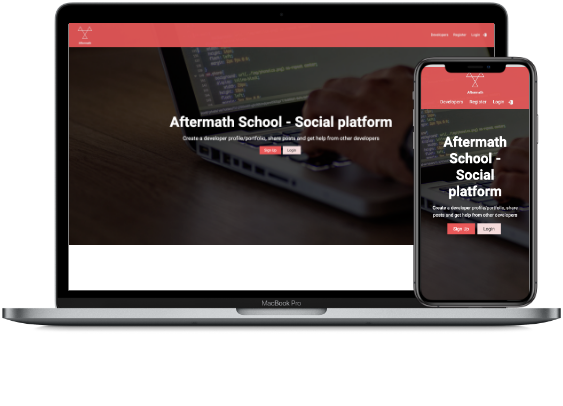 Aftermath
Developers Register Login
Aftermath School - Social platform
Create a developer profile/portfolio, share posts and get help from other developers
Sign Up Login
MacBook Pro
Aftermath
Developers Register Login
Aftermath
School -
Social
platform
Create a developer profile/portfolio, share
posts and get help from other developers
Sign Up Login